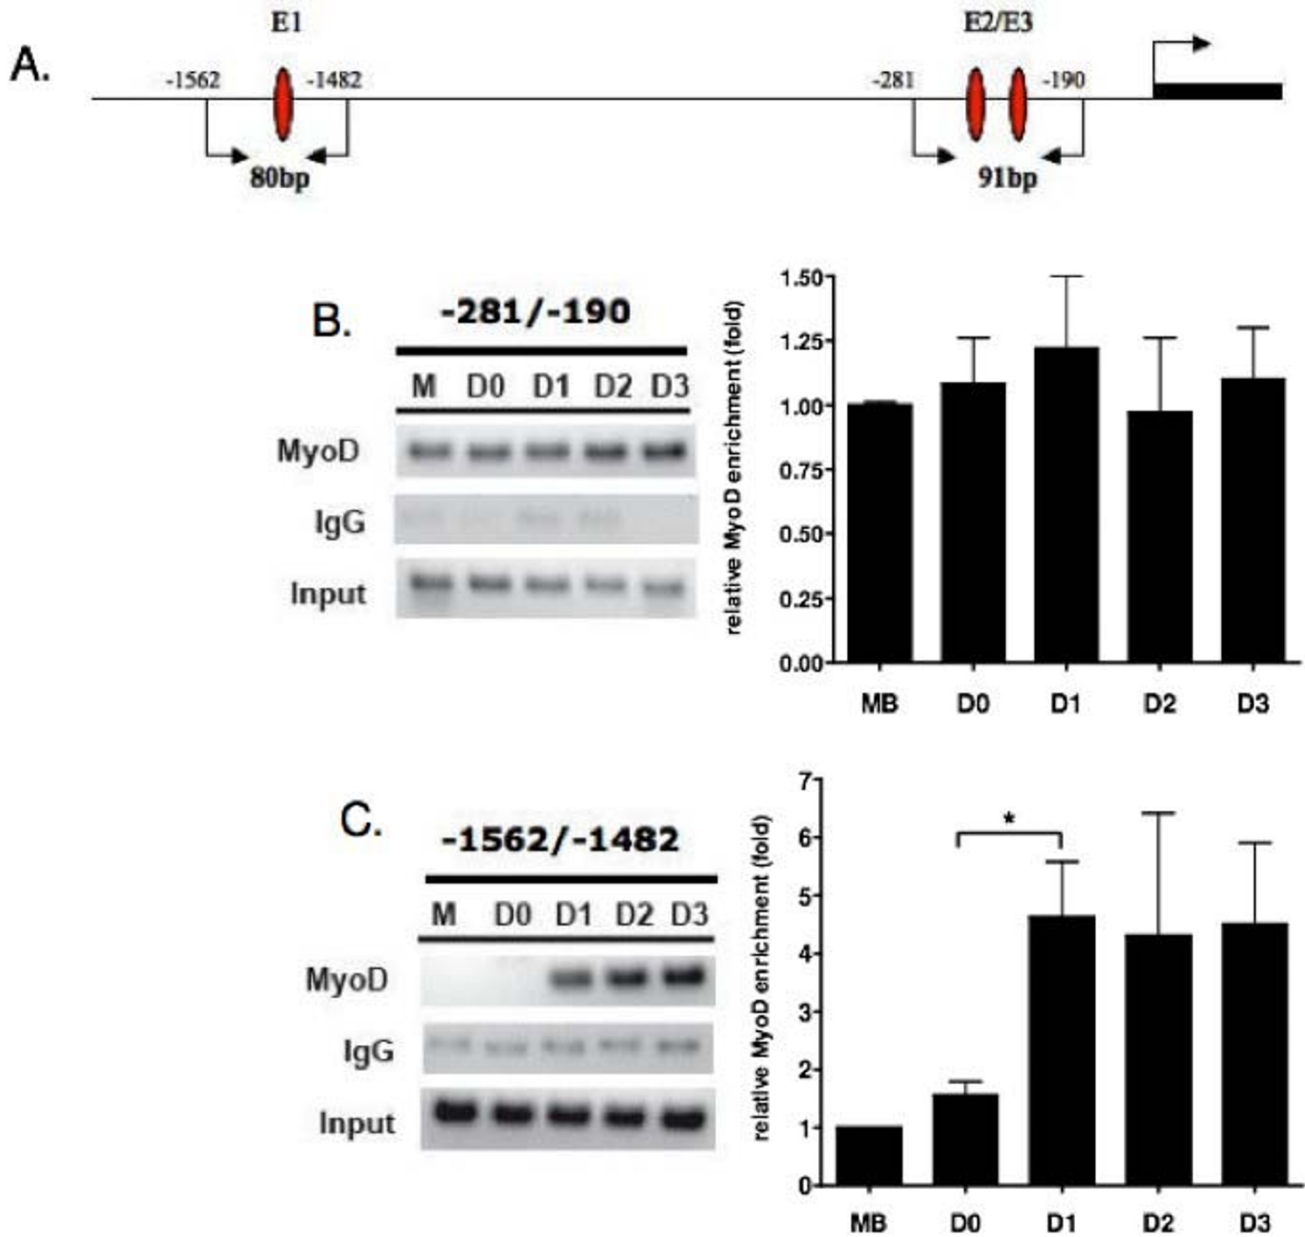 A.
E1 E2/E3
-1562 -1482 -281 -190
80bp 91bp
B.
-281/-190
M D0 D1 D2 D3
MyoD
IgG
Input
relative MyoD enrichment (fold)
1.50
1.25
1.00
0.75
0.50
0.25
0.00
MB D0 D1 D2 D3
C.
-1562/-1482
M D0 D1 D2 D3
MyoD
IgG
Input
relative MyoD enrichment (fold)
7
6
5
4
3
2
1
0
*
MB D0 D1 D2 D3